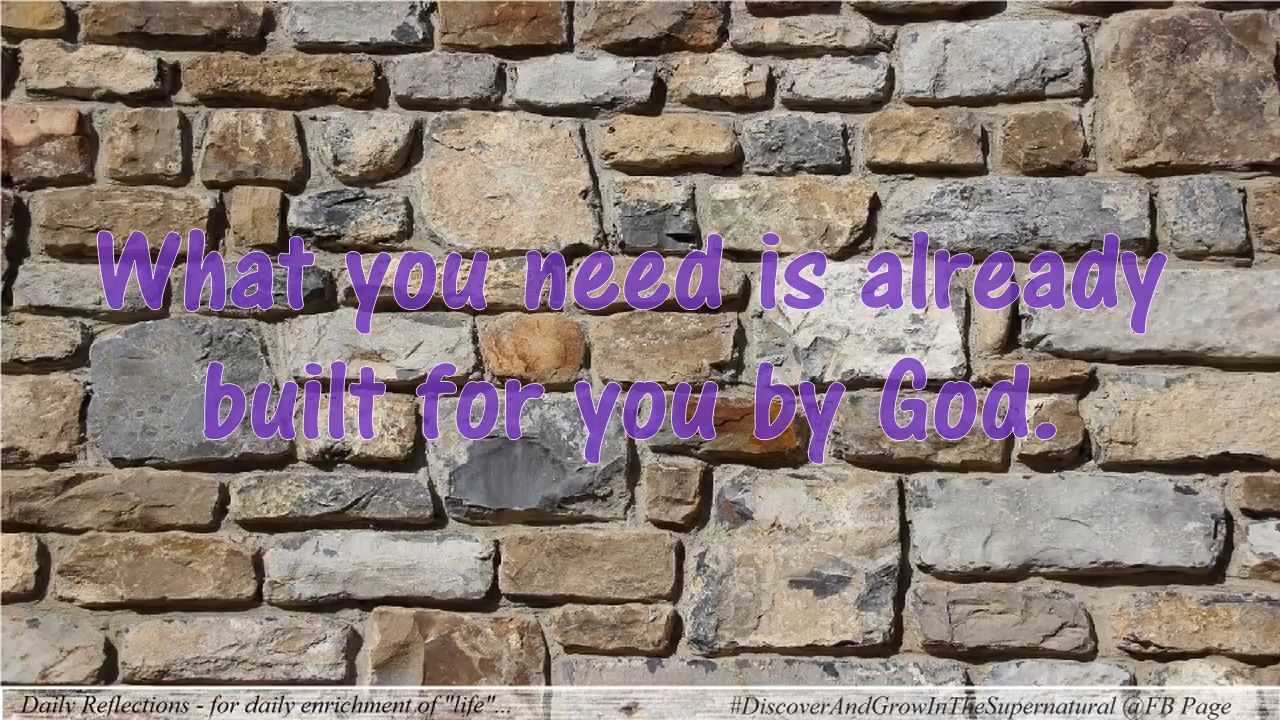 What you need is already
built for you by God.
Daily Reflections - for daily enrichment of "life"...
#DiscoverAndGrowInTheSupernatural @FB Page